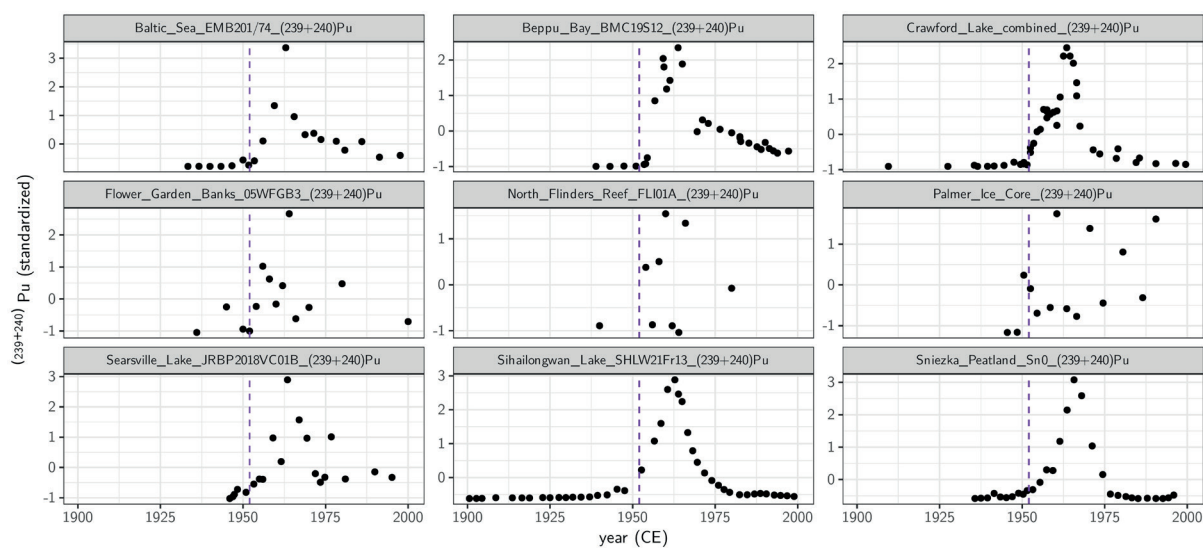 Baltic_Sea_EMB201/74_(239+240)Pu
Beppu_Bay_BMC19S12_(239+240)Pu
Crawford_Lake_combined_(239+240)Pu
3
2
1
0
-1
2
1
0
-1
2
1
0
-1
Flower_Garden_Banks_05WFGB3_(239+240)Pu
North_Flinders_Reef_FLI01A_(239+240)Pu
Palmer_Ice_Core_(239+240)Pu
2
1
0
-1
1
0
-1
1
0
-1
(239+240) Pu (standardized)
Searsville_Lake_JRBP2018VC01B_(239+240)Pu
Sihailongwan_Lake_SHLW21Fr13_(239+240)Pu
Sniezka_Peatland_Sn0_(239+240)Pu
3
2
1
0
-1
3
2
1
0
3
2
1
0
1900 1925 1950 1975 2000
1900 1925 1950 1975 2000
1900 1925 1950 1975 2000
year (CE)